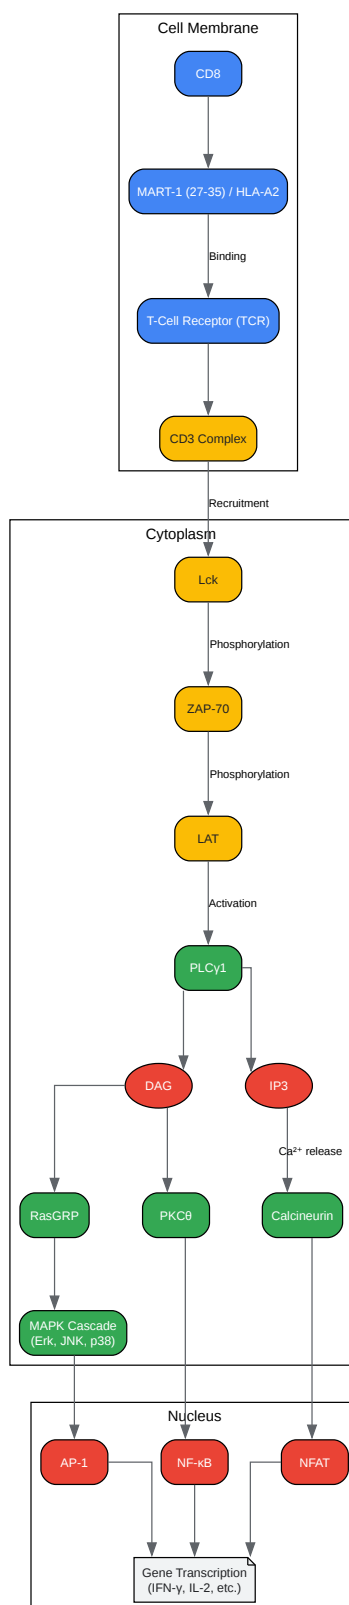 Cell Membrane
CD8
MART-1 (27-35) / HLA-A2
Binding
T-Cell Receptor (TCR)
CD3 Complex
Recruitment
Cytoplasm
Lck
Phosphorylation
ZAP-70
Phosphorylation
LAT
Activation
PLCγ1
DAG
IP3
Ca²⁺ release
RasGRP
PKCθ
Calcineurin
MAPK Cascade
(Erk, JNK, p38)
Nucleus
AP-1
NF-κB
NFAT
Gene Transcription
(IFN-γ, IL-2, etc.)